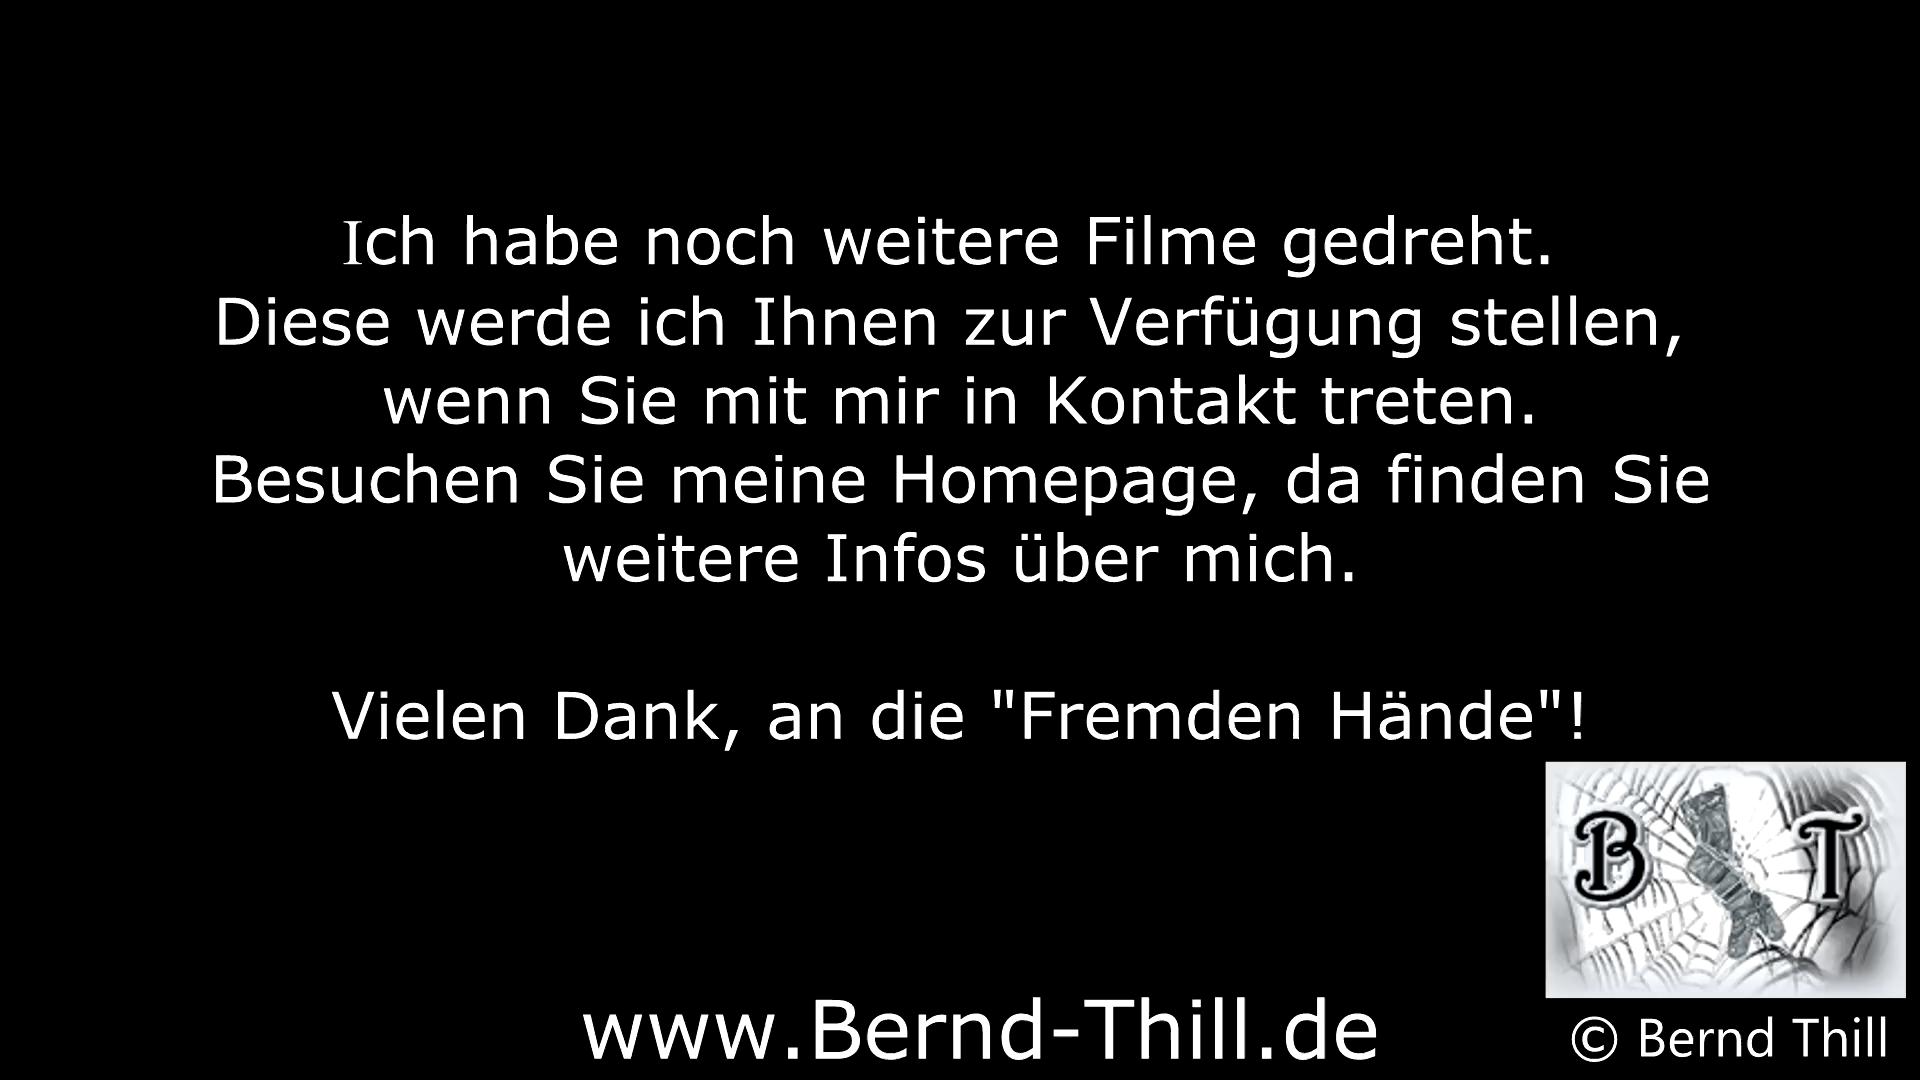 Ich habe noch weitere Filme gedreht.
Diese werde ich Ihnen zur Verfügung stellen,
wenn Sie mit mir in Kontakt treten.
Besuchen Sie meine Homepage, da finden Sie
weitere Infos über mich.
Vielen Dank, an die "Fremden Hände"!
B T
www.Bernd-Thill.de
© Bernd Thill